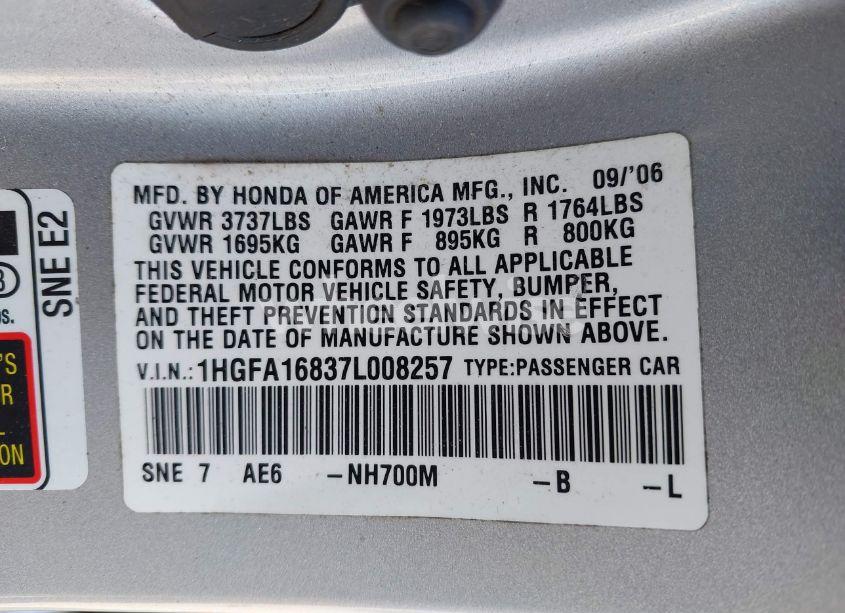 MFD. BY HONDA OF AMERICA MFG., INC. 09/'06
GVWR 3737LBS GAWR F 1973LBS R 1764LBS
GVWR 1695KG GAWR F 895KG R 800KG
THIS VEHICLE CONFORMS TO ALL APPLICABLE
FEDERAL MOTOR VEHICLE SAFETY, BUMPER,
AND THEFT PREVENTION STANDARDS IN EFFECT
ON THE DATE OF MANUFACTURE SHOWN ABOVE.
V.I.N.: 1HGFA16837L008257 TYPE:PASSENGER CAR
SNE 7 AE6 -NH700M -B -L
SNE E2